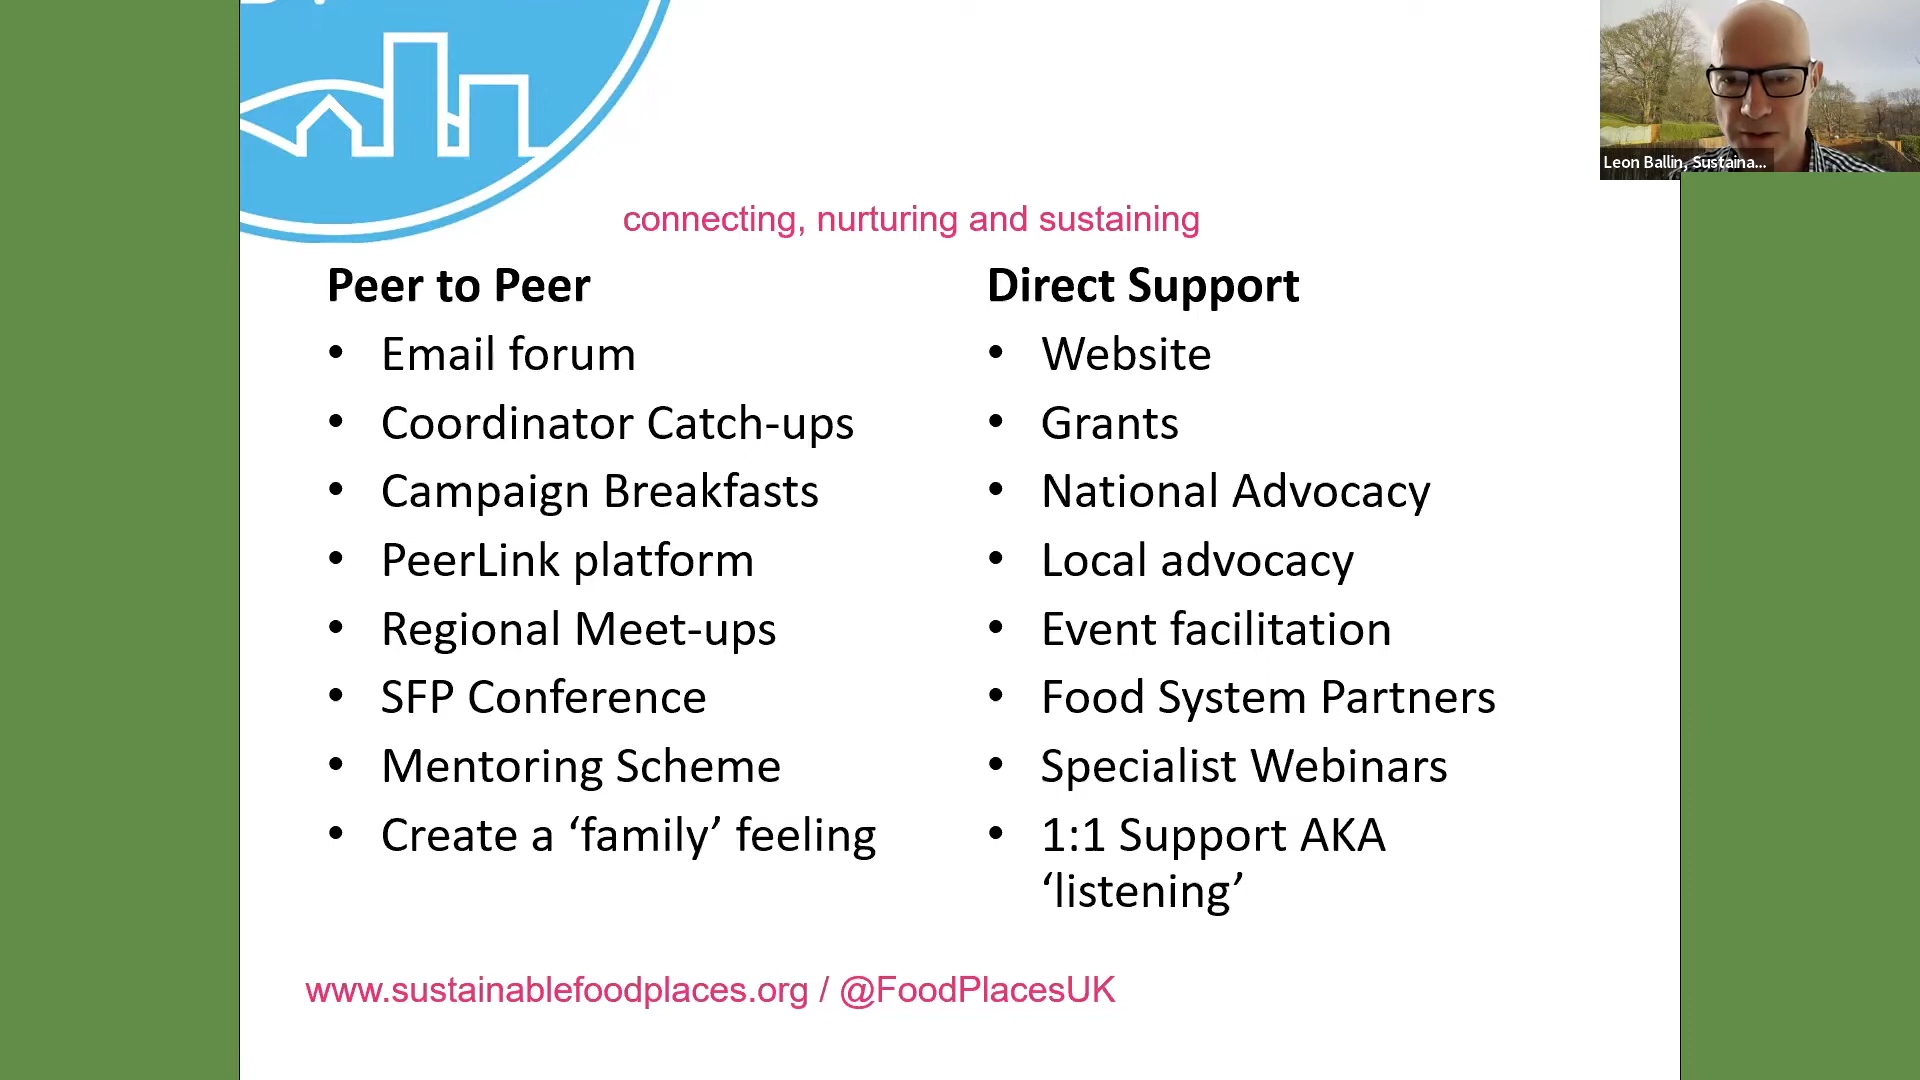 Leon Ballin, Sustaina...
connecting, nurturing and sustaining
Peer to Peer
• Email forum
• Coordinator Catch-ups
• Campaign Breakfasts
• PeerLink platform
• Regional Meet-ups
• SFP Conference
• Mentoring Scheme
• Create a ‘family’ feeling
Direct Support
• Website
• Grants
• National Advocacy
• Local advocacy
• Event facilitation
• Food System Partners
• Specialist Webinars
• 1:1 Support AKA
‘listening’
www.sustainablefoodplaces.org / @FoodPlacesUK